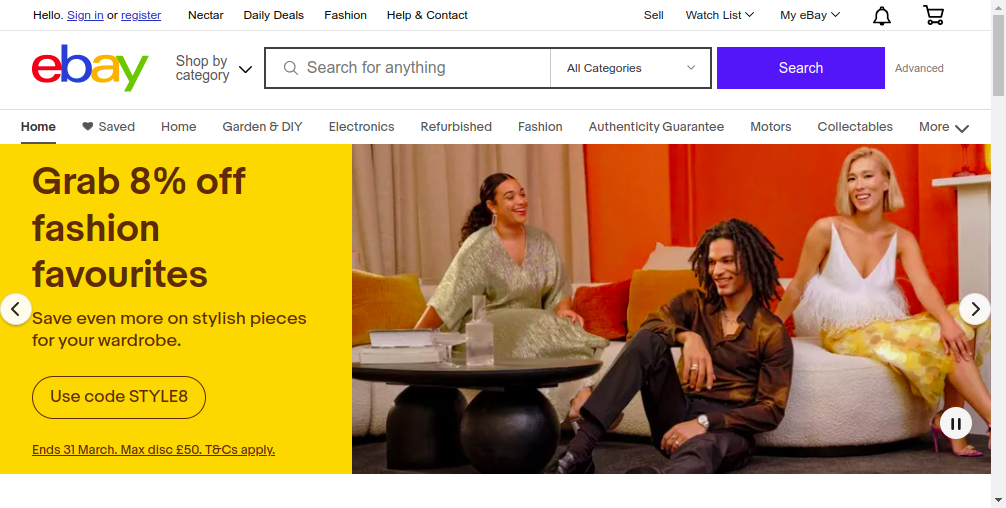 Hello. Sign in or register
Nectar
Daily Deals
Fashion
Help & Contact
Sell
Watch List
My eBay
ebay
Shop by
category
Search for anything
All Categories
Search
Advanced
Home
Saved
Home
Garden & DIY
Electronics
Refurbished
Fashion
Authenticity Guarantee
Motors
Collectables
More
Grab 8% off
fashion
favourites
Save even more on stylish pieces
for your wardrobe.
Use code STYLE8
Ends 31 March. Max disc £50. T&Cs apply.